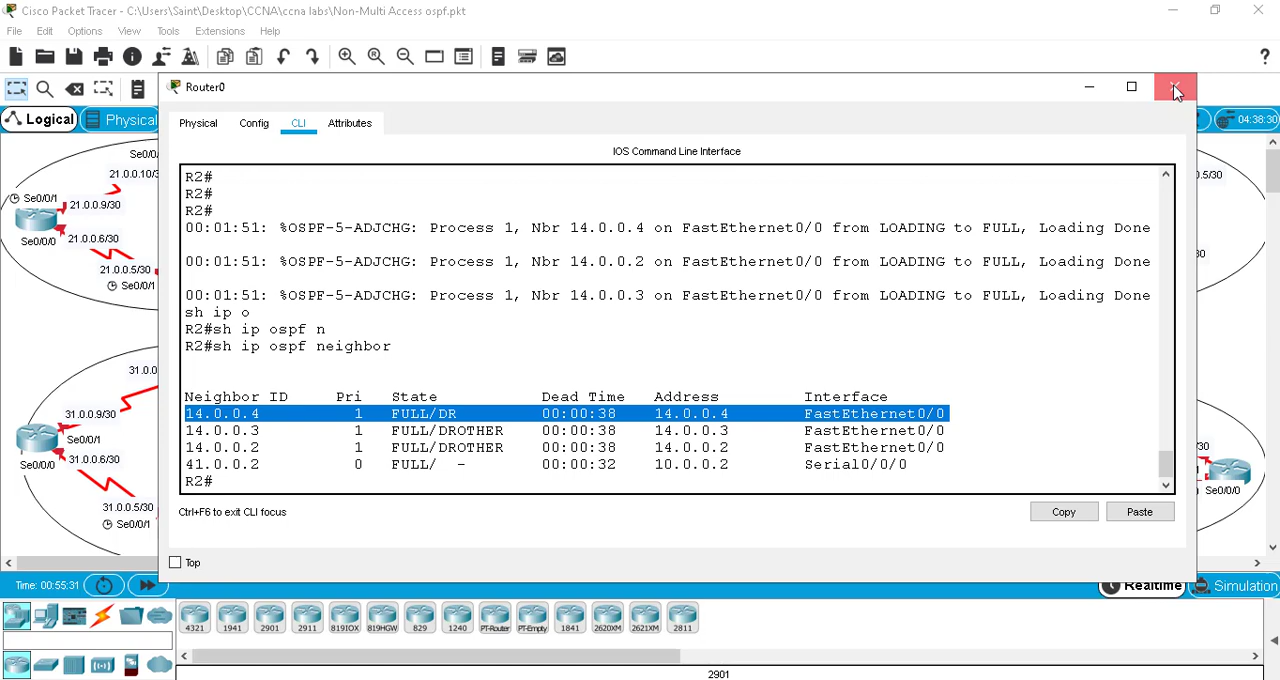 Cisco Packet Tracer - C:\Users\Saint\Desktop\CCNA\ccna labs\Non-Multi Access ospf.pkt
File Edit Options View Tools Extensions Help
?
Router0
Logical Physical 04:38:30
Physical Config CLI Attributes
IOS Command Line Interface
Se0/0/
21.0.0.10/3
Se0/0/1
21.0.0.9/30
21.0.0.6/30
Se0/0/0
21.0.0.5/30
Se0/0/1
31.0.0
31.0.0.9/30
Se0/0/1
31.0.0.6/30
Se0/0/0
31.0.0.5/30
Se0/0/1
R2#
R2#
R2#
00:01:51: %OSPF-5-ADJCHG: Process 1, Nbr 14.0.0.4 on FastEthernet0/0 from LOADING to FULL, Loading Done
00:01:51: %OSPF-5-ADJCHG: Process 1, Nbr 14.0.0.2 on FastEthernet0/0 from LOADING to FULL, Loading Done
00:01:51: %OSPF-5-ADJCHG: Process 1, Nbr 14.0.0.3 on FastEthernet0/0 from LOADING to FULL, Loading Done
sh ip o
R2#sh ip ospf n
R2#sh ip ospf neighbor
Neighbor ID Pri State Dead Time Address Interface
14.0.0.4 1 FULL/DR 00:00:38 14.0.0.4 FastEthernet0/0
14.0.0.3 1 FULL/DROTHER 00:00:38 14.0.0.3 FastEthernet0/0
14.0.0.2 1 FULL/DROTHER 00:00:38 14.0.0.2 FastEthernet0/0
41.0.0.2 0 FULL/ - 00:00:32 10.0.0.2 Serial0/0/0
R2#
Ctrl+F6 to exit CLI focus
Copy Paste
Top
0.5/30
30
/30
Se0/0/0
Time: 00:55:31
Realtime Simulation
4321 1941 2901 2911 819IOX 819HGW 829 1240 PT-Router PT-Empty 1841 2620XM 2621XM 2811
2901